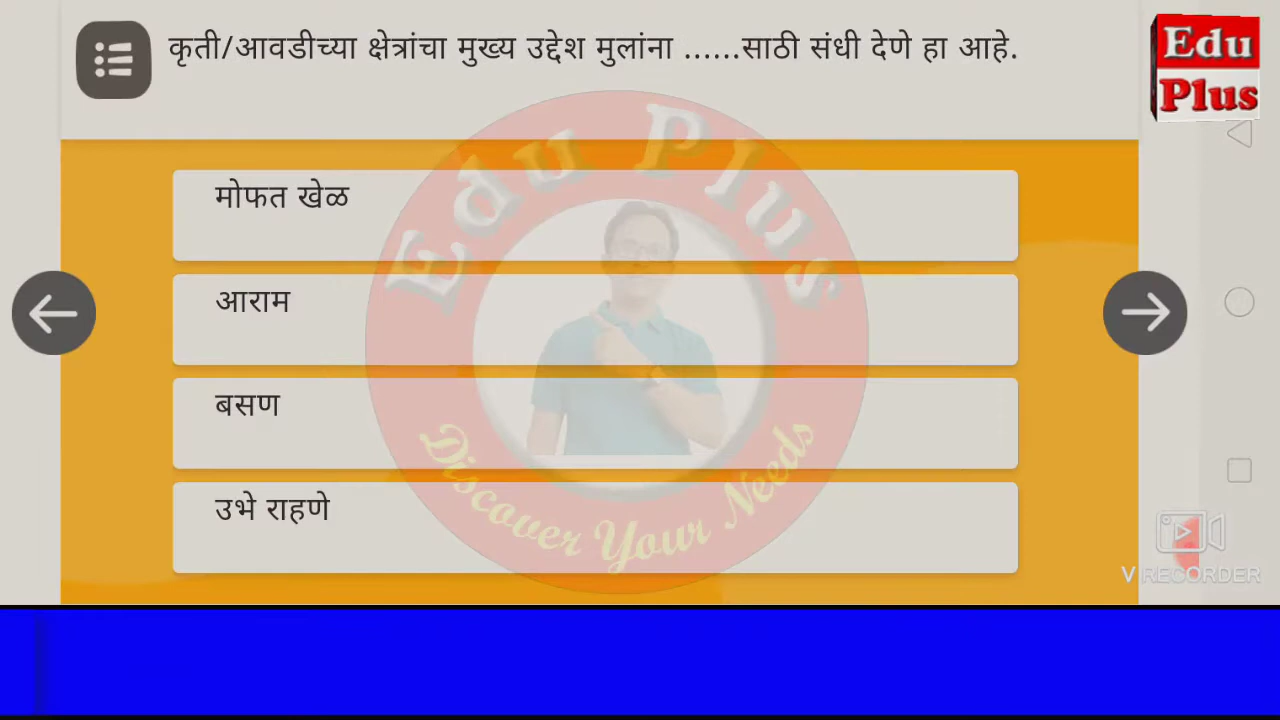 कृती/आवडीच्या क्षेत्रांचा मुख्य उद्देश मुलांना ......साठी संधी देणे हा आहे.
Edu
Plus
मोफत खेळ
आराम
बसण
उभे राहणे
Edu Plus
Discover Your Needs
V RECORDER